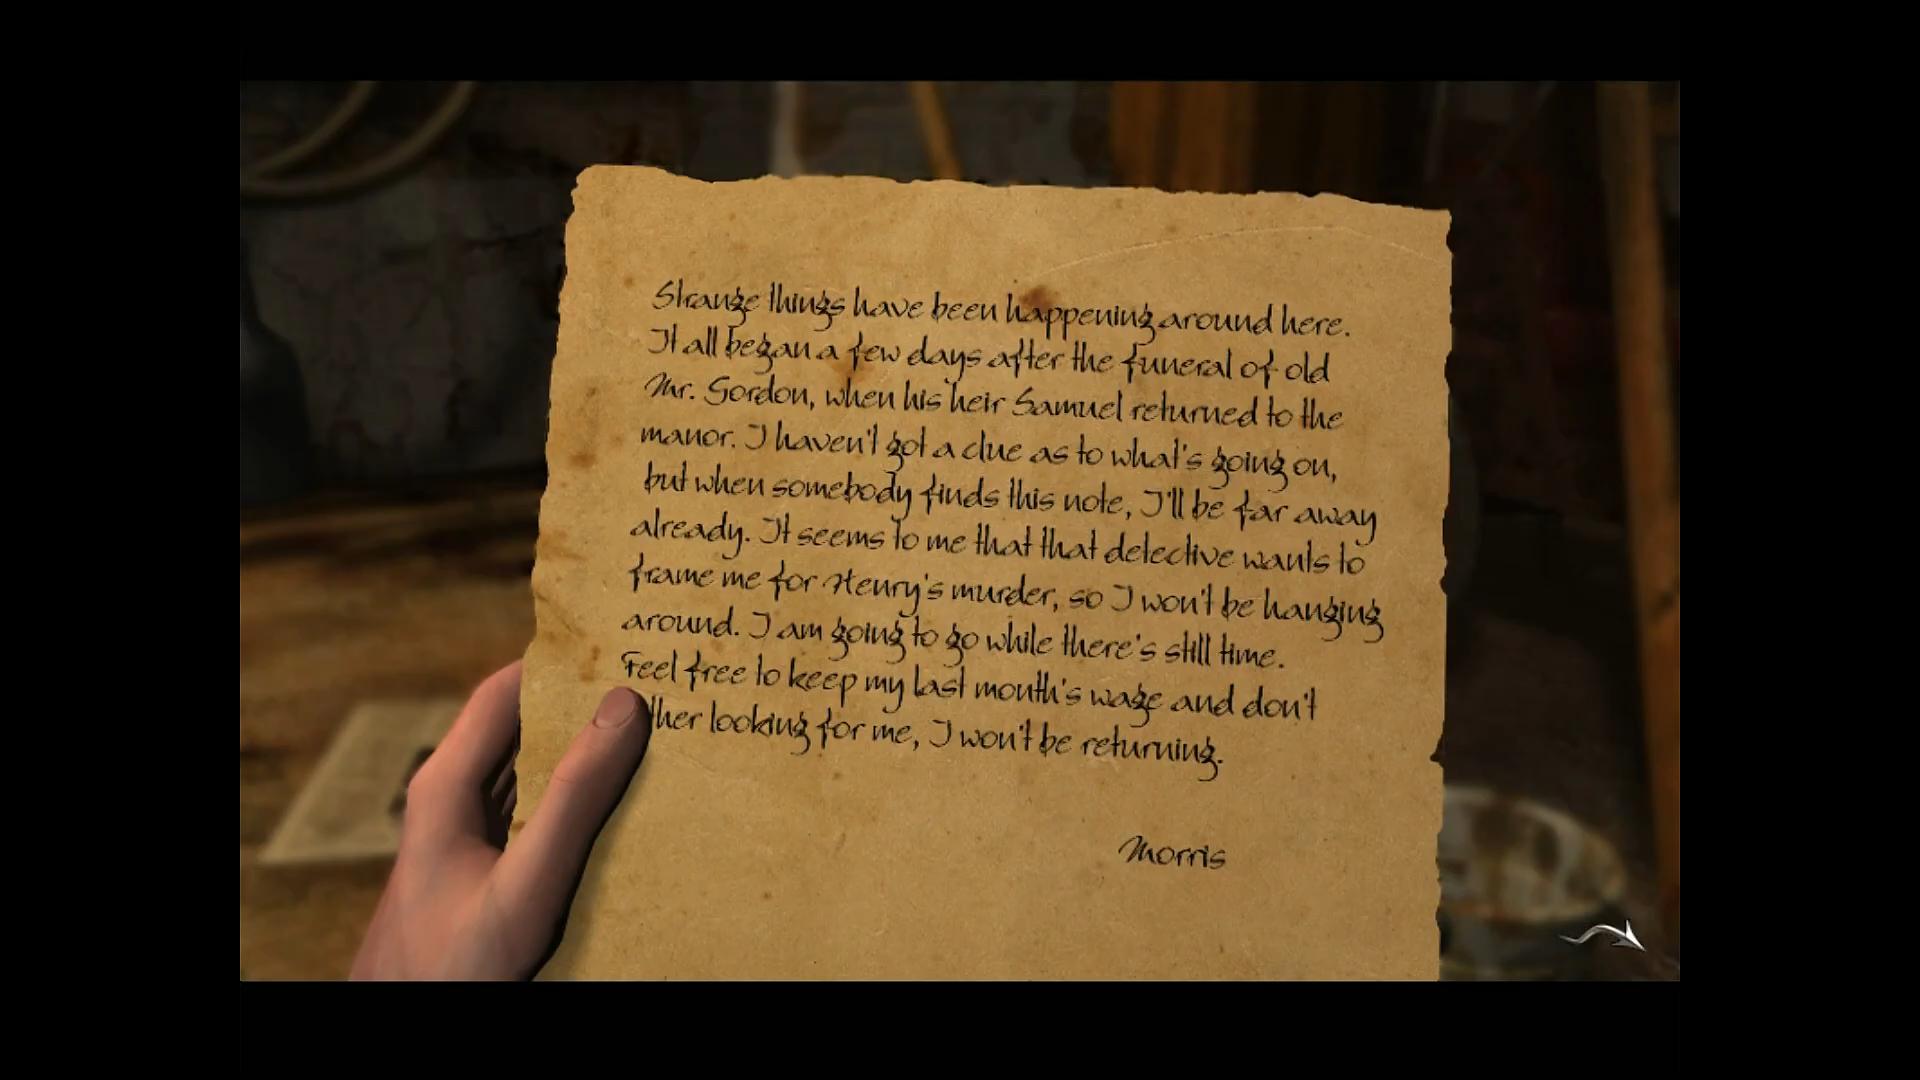 Strange things have been happening around here.
It all began a few days after the funeral of old
Mr. Gordon, when his heir Samuel returned to the
manor. I haven't got a clue as to what's going on,
but when somebody finds this note, I'll be far away
already. It seems to me that that detective wants to
frame me for Henry's murder, so I won't be hanging
around. I am going to go while there's still time.
Feel free to keep my last month's wage and don't
looking for me, I won't be returning.
Morris